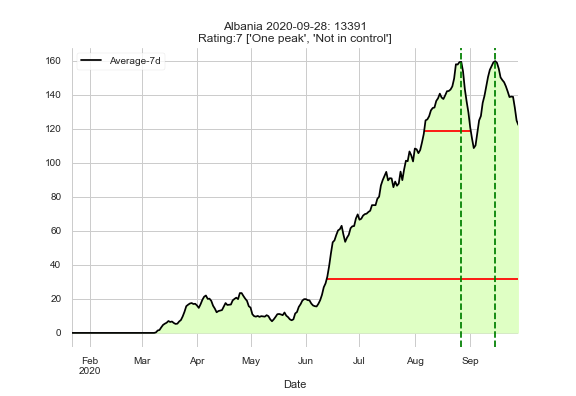 Albania 2020-09-28: 13391
Rating:7 ['One peak', 'Not in control']
Average-7d
160
140
120
100
80
60
40
20
0
Feb Mar Apr May Jun Jul Aug Sep
2020
Date